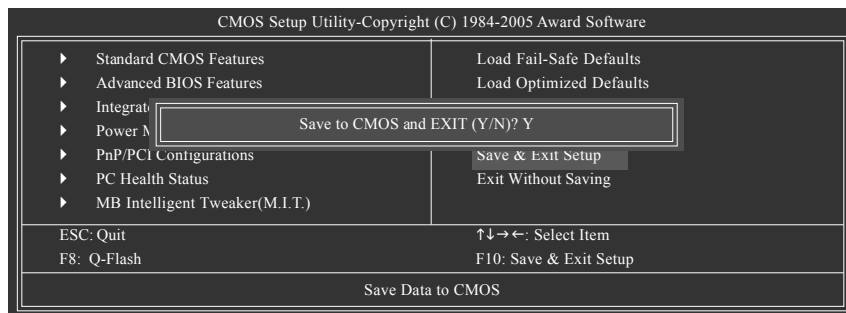 CMOS Setup Utility-Copyright (C) 1984-2005 Award Software
Standard CMOS Features
Advanced BIOS Features
Power
PnP/PCI Configurations
PC Health Status
MB Intelligent Tweaker(M.I.T.)
Load Fail-Safe Defaults
Load Optimized Defaults
Save & Exit Setup
Exit Without Saving
Save to CMOS and EXIT (Y/N)? Y
ESC: Quit
↑↓→←: Select Item
F8: Q-Flash
F10: Save & Exit Setup
Save Data to CMOS